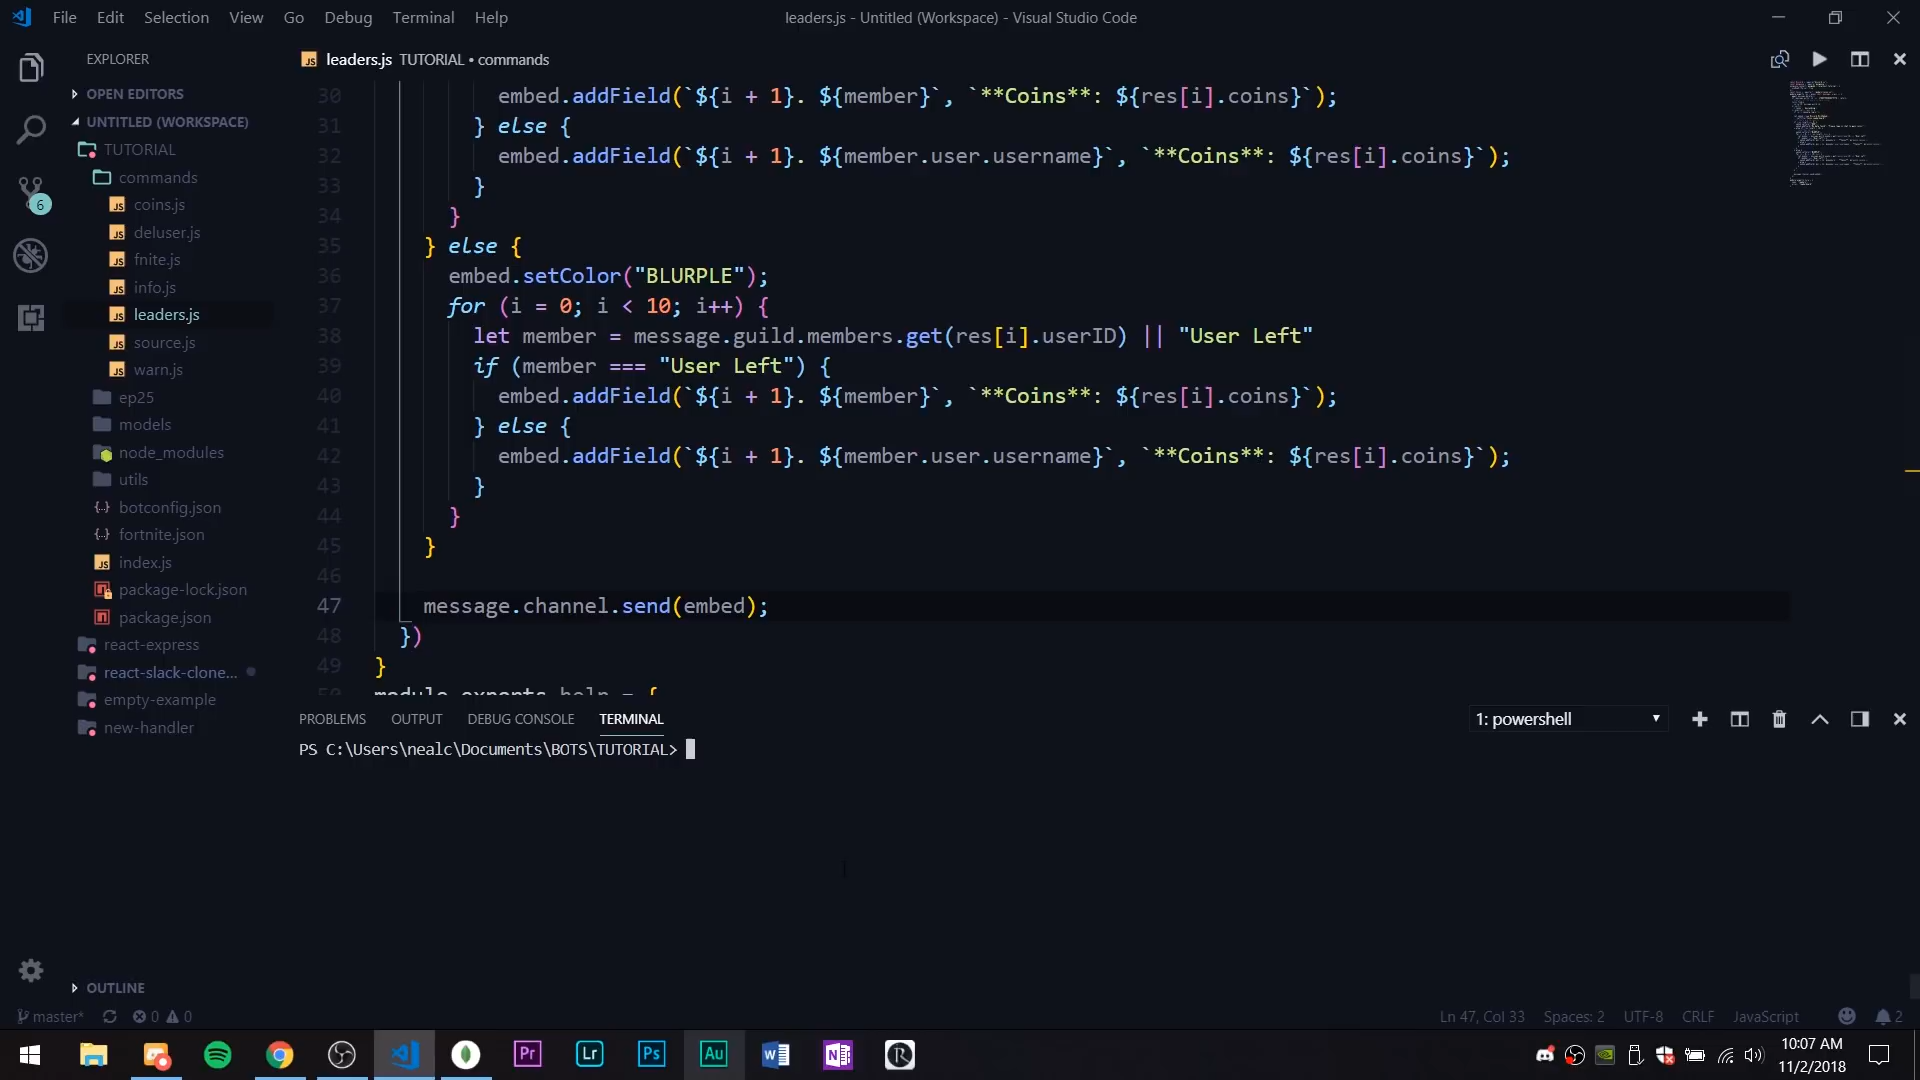 File Edit Selection View Go Debug Terminal Help
leaders.js - Untitled (Workspace) - Visual Studio Code
EXPLORER
OPEN EDITORS
UNTITLED (WORKSPACE)
TUTORIAL
commands
coins.js
deluser.js
fnite.js
info.js
leaders.js
source.js
warn.js
ep25
models
node_modules
utils
botconfig.json
fortnite.json
index.js
package-lock.json
package.json
react-express
react-slack-clone...
empty-example
new-handler
OUTLINE
6
leaders.js TUTORIAL • commands
30 embed.addField(`${i + 1}. ${member}`, `**Coins**: ${res[i].coins}`);
31 } else {
32 embed.addField(`${i + 1}. ${member.user.username}`, `**Coins**: ${res[i].coins}`);
33 }
34 }
35 } else {
36 embed.setColor("BLURPLE");
37 for (i = 0; i < 10; i++) {
38 let member = message.guild.members.get(res[i].userID) || "User Left"
39 if (member === "User Left") {
40 embed.addField(`${i + 1}. ${member}`, `**Coins**: ${res[i].coins}`);
41 } else {
42 embed.addField(`${i + 1}. ${member.user.username}`, `**Coins**: ${res[i].coins}`);
43 }
44 }
45 }
46
47 message.channel.send(embed);
48 })
49 }
50 module.exports.help = {
PROBLEMS OUTPUT DEBUG CONSOLE TERMINAL
1: powershell
PS C:\Users\nealc\Documents\BOTS\TUTORIAL>
master* 0 0
Ln 47, Col 33 Spaces: 2 UTF-8 CRLF JavaScript 2
Pr Lr Ps Au
10:07 AM
11/2/2018